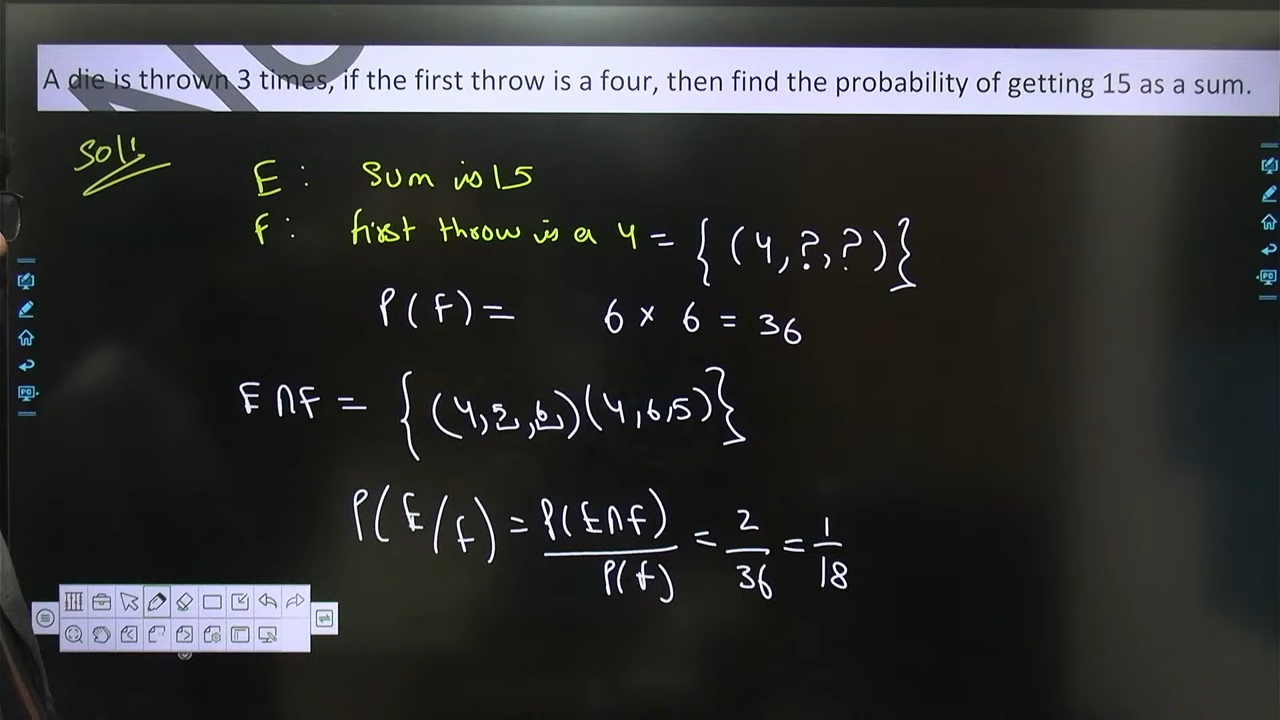 A die is thrown 3 times, if the first throw is a four, then find the probability of getting 15 as a sum.
Sol:
E : Sum is 15
F : first throw is a 4 = {(4,?,?)}
P(F) = 6 × 6 = 36
E∩F = {(4,5,6)(4,6,5)}
P(E/F) = P(E∩F)/P(F) = 2/36 = 1/18